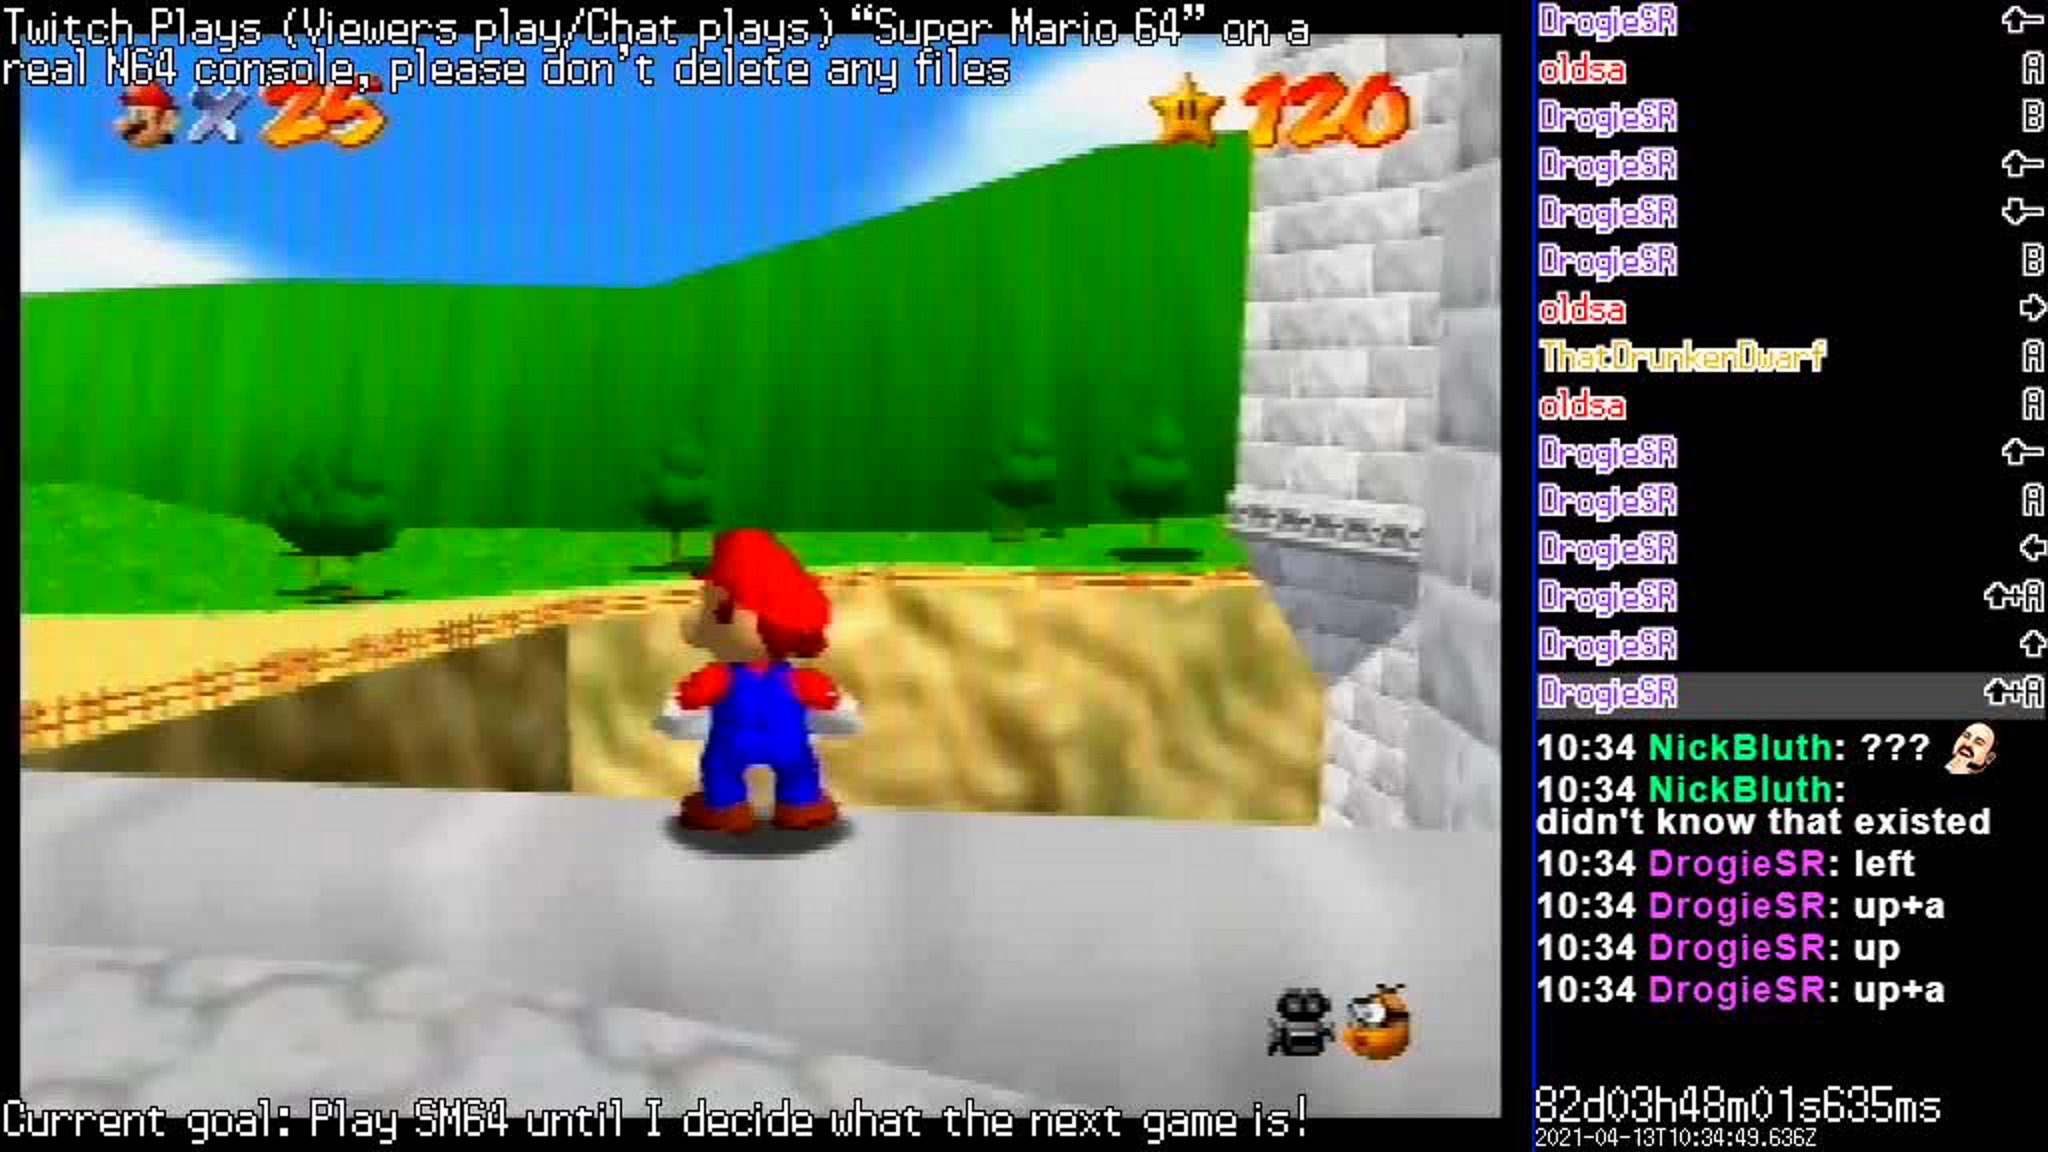 Twitch Plays (Viewers play/Chat plays) “Super Mario 64” on a
real N64 console, please don't delete any files
25
120
DrogieSR
oldsa A
DrogieSR B
DrogieSR
DrogieSR
DrogieSR B
oldsa
ThatDrunkenDwarf A
oldsa A
DrogieSR
DrogieSR A
DrogieSR
DrogieSR +A
DrogieSR
DrogieSR +A
10:34 NickBluth: ???
10:34 NickBluth:
didn't know that existed
10:34 DrogieSR: left
10:34 DrogieSR: up+a
10:34 DrogieSR: up
10:34 DrogieSR: up+a
82d03h48m01s635ms
2021-04-13T10:34:49.636Z
Current goal: Play SM64 until I decide what the next game is!